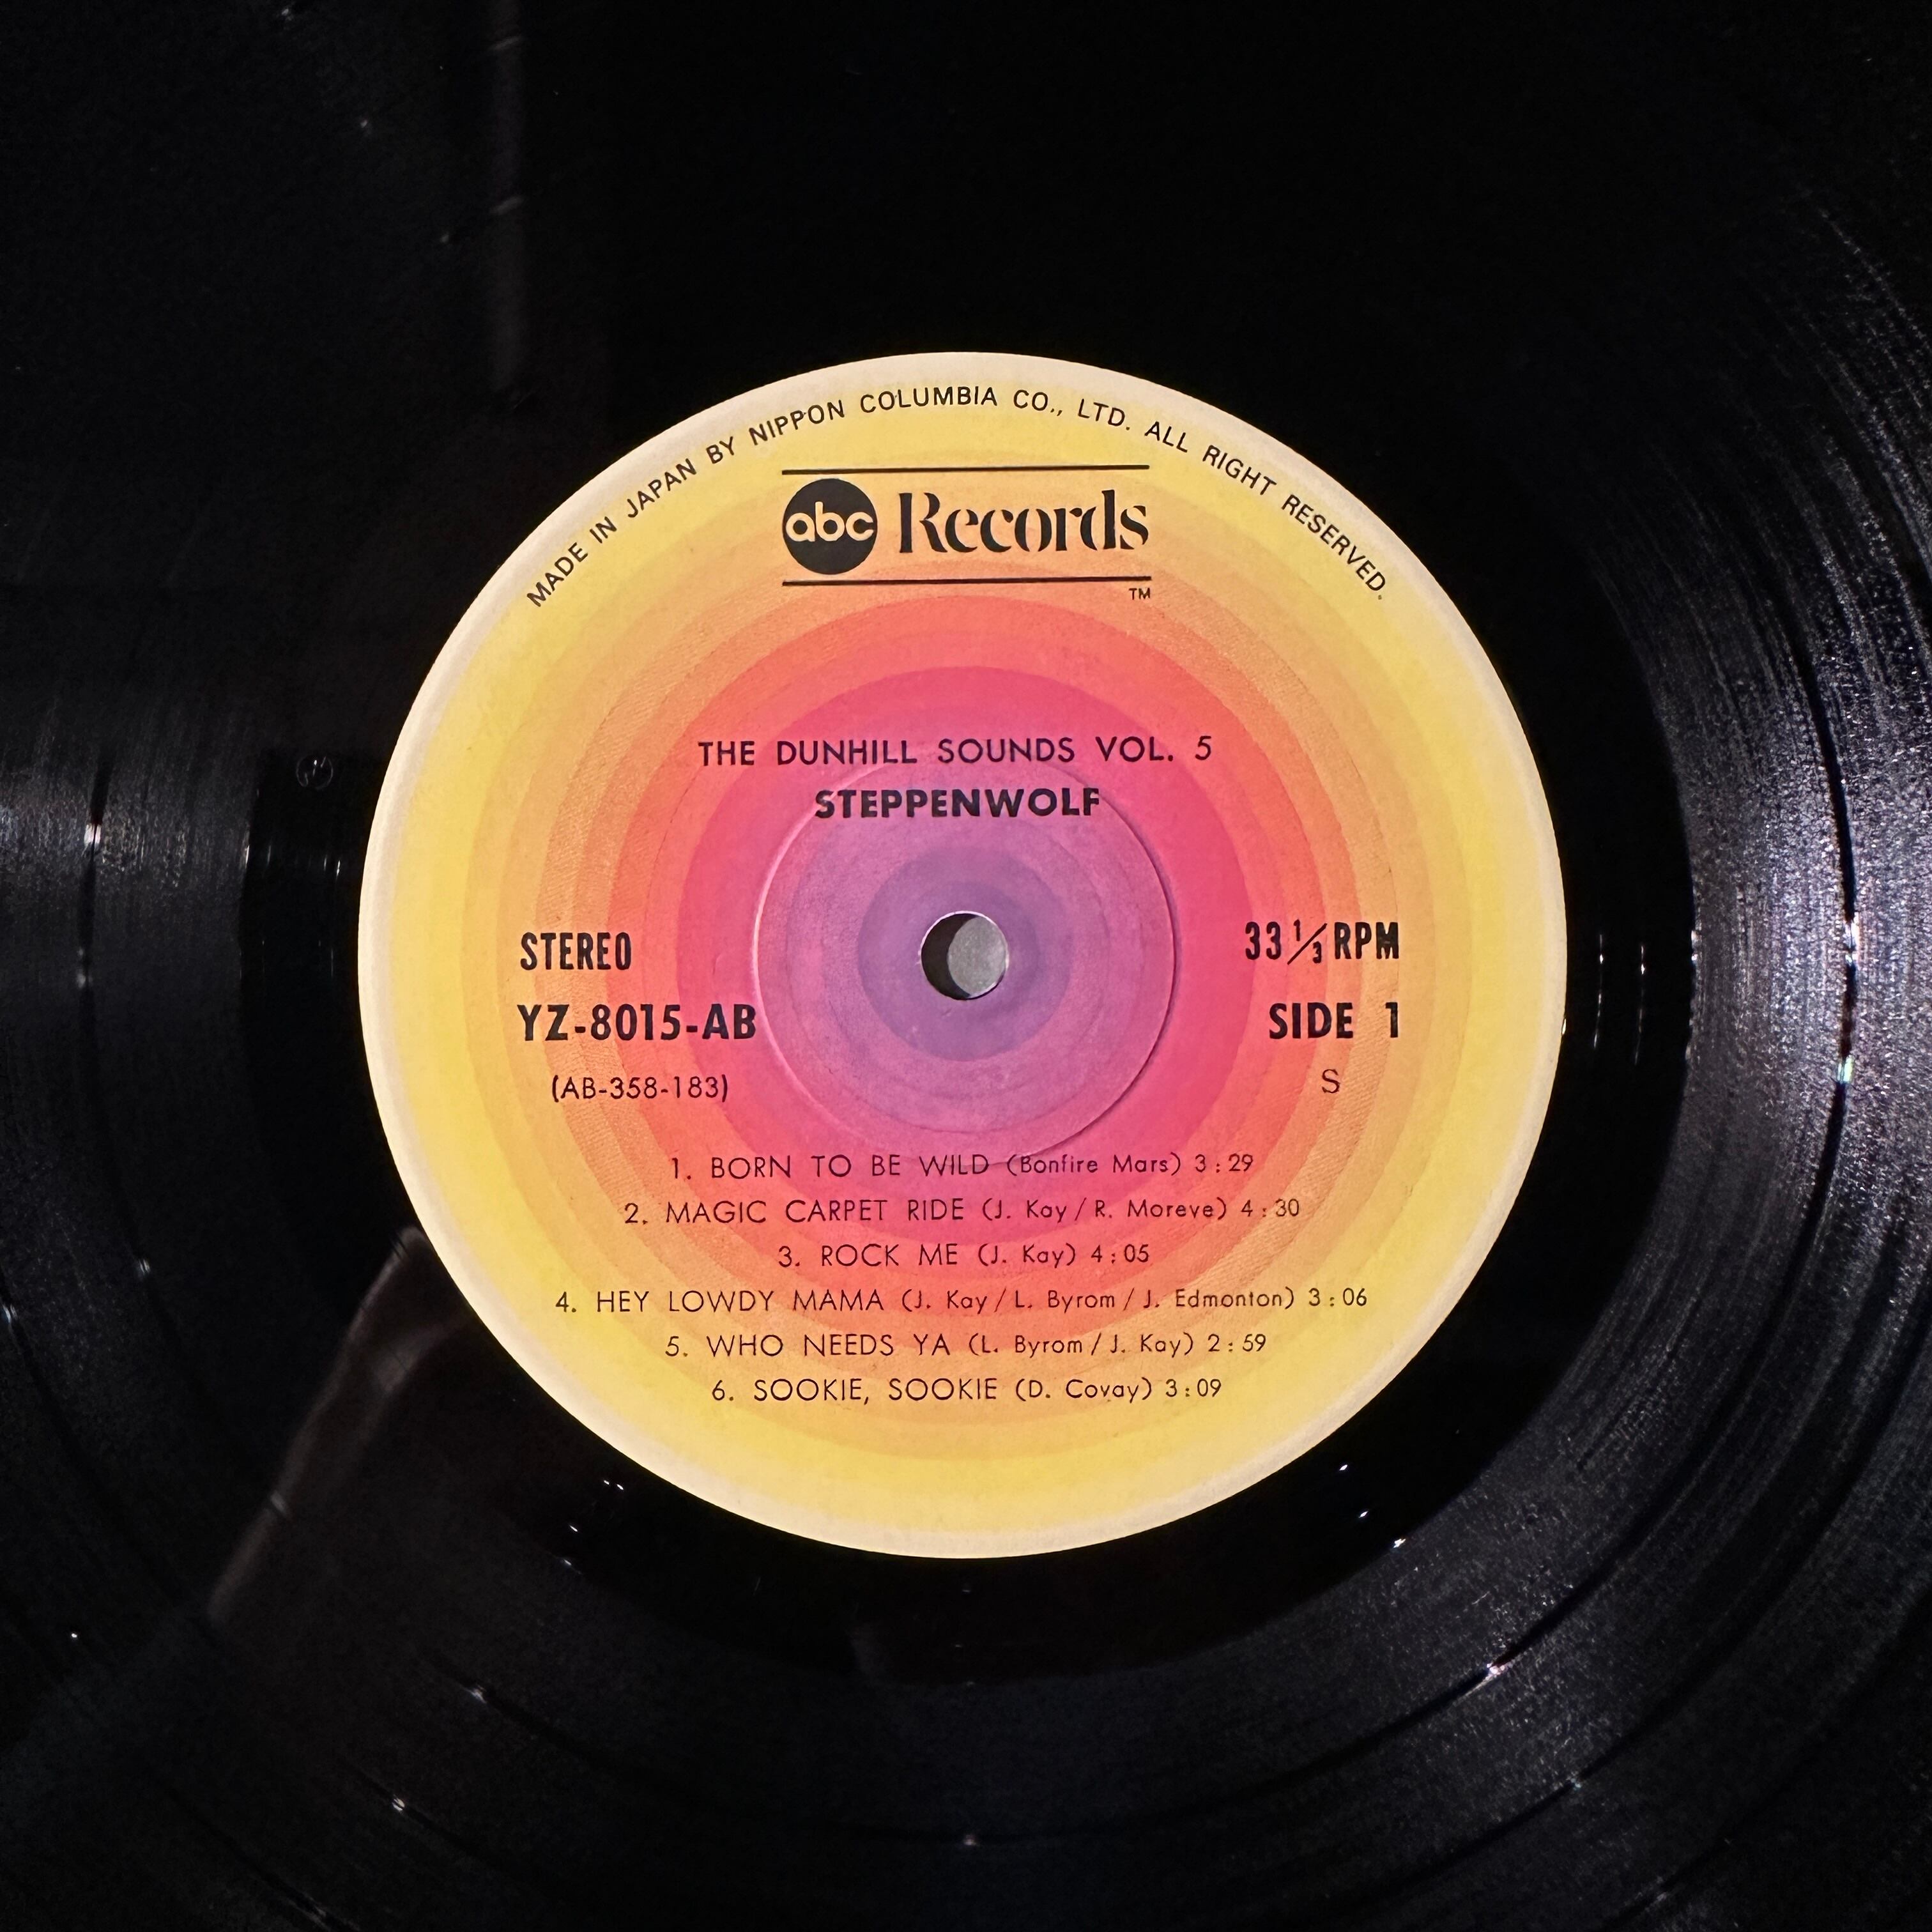 MADE IN JAPAN BY NIPPON COLUMBIA CO., LTD. ALL RIGHT RESERVED.
abc Records
TM
THE DUNHILL SOUNDS VOL. 5
STEPPENWOLF
STEREO
33 1/3 RPM
YZ-8015-AB
SIDE 1
(AB-358-183)
S
1. BORN TO BE WILD (Bonfire Mars) 3:29
2. MAGIC CARPET RIDE (J. Kay/R. Moreve) 4:30
3. ROCK ME (J. Kay) 4:05
4. HEY LOWDY MAMA (J. Kay/L. Byrom/J. Edmonton) 3:06
5. WHO NEEDS YA (L. Byrom/J. Kay) 2:59
6. SOOKIE, SOOKIE (D. Covay) 3:09